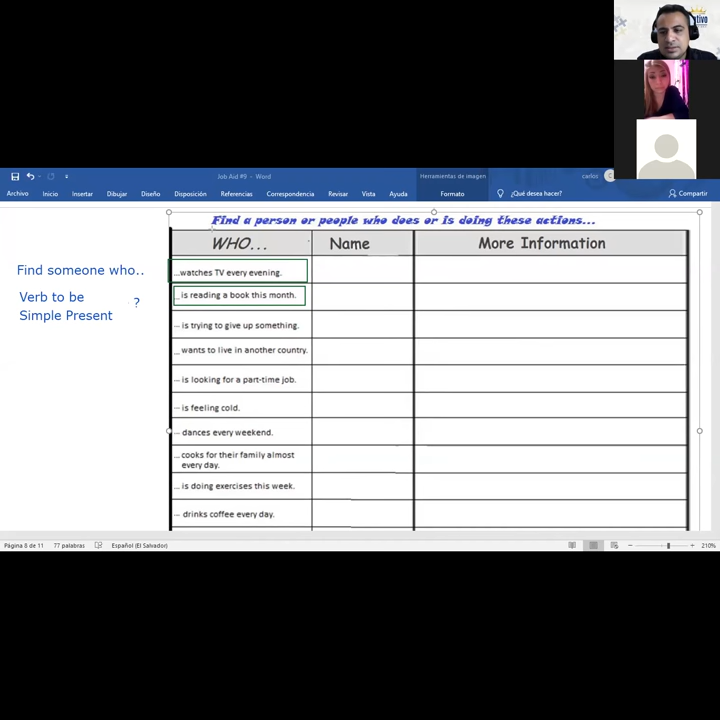 tivo
Job Aid #9 - Word
Herramientas de imagen
carlos
C
Archivo Inicio Insertar Dibujar Diseño Disposición Referencias Correspondencia Revisar Vista Ayuda Formato ¿Qué desea hacer? Compartir
Find a person or people who does or is doing these actions...
WHO... Name More Information
Find someone who..
Verb to be
Simple Present
?
...watches TV every evening.
... is reading a book this month.
... is trying to give up something.
... wants to live in another country.
... is looking for a part-time job.
... is feeling cold.
... dances every weekend.
... cooks for their family almost
every day.
... is doing exercises this week.
... drinks coffee every day.
Página 8 de 11 77 palabras Español (El Salvador) 210%